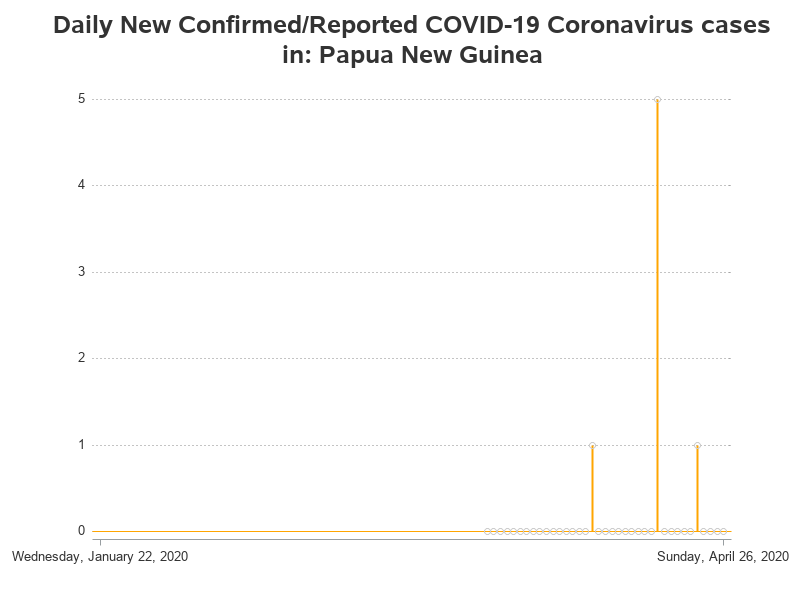 Daily New Confirmed/Reported COVID-19 Coronavirus cases
in: Papua New Guinea
5
4
3
2
1
0
Wednesday, January 22, 2020
Sunday, April 26, 2020